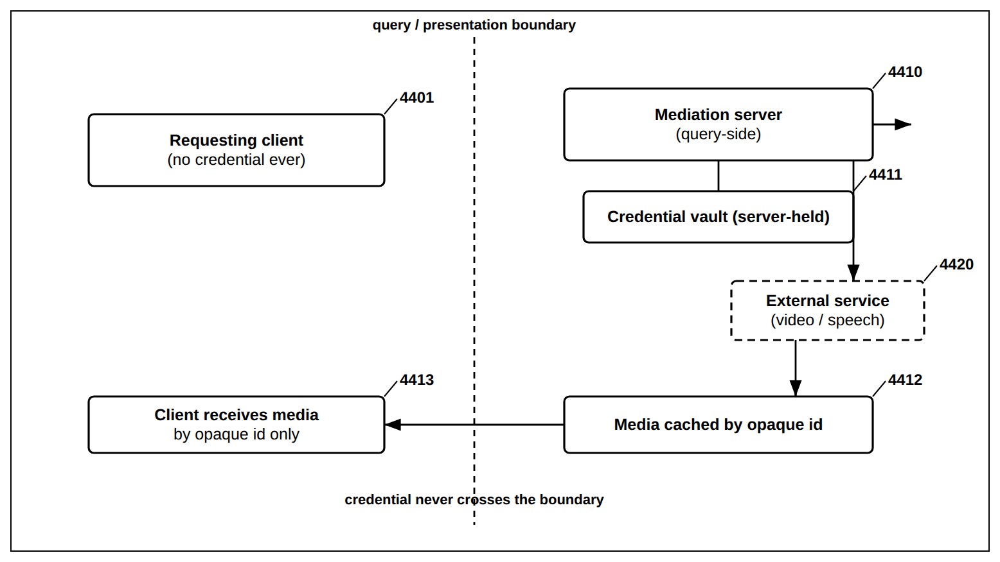 query / presentation boundary
4410
4401
Mediation server
(query-side)
Requesting client
(no credential ever)
4411
Credential vault (server-held)
4420
External service
(video / speech)
4413
4412
Client receives media
by opaque id only
Media cached by opaque id
credential never crosses the boundary